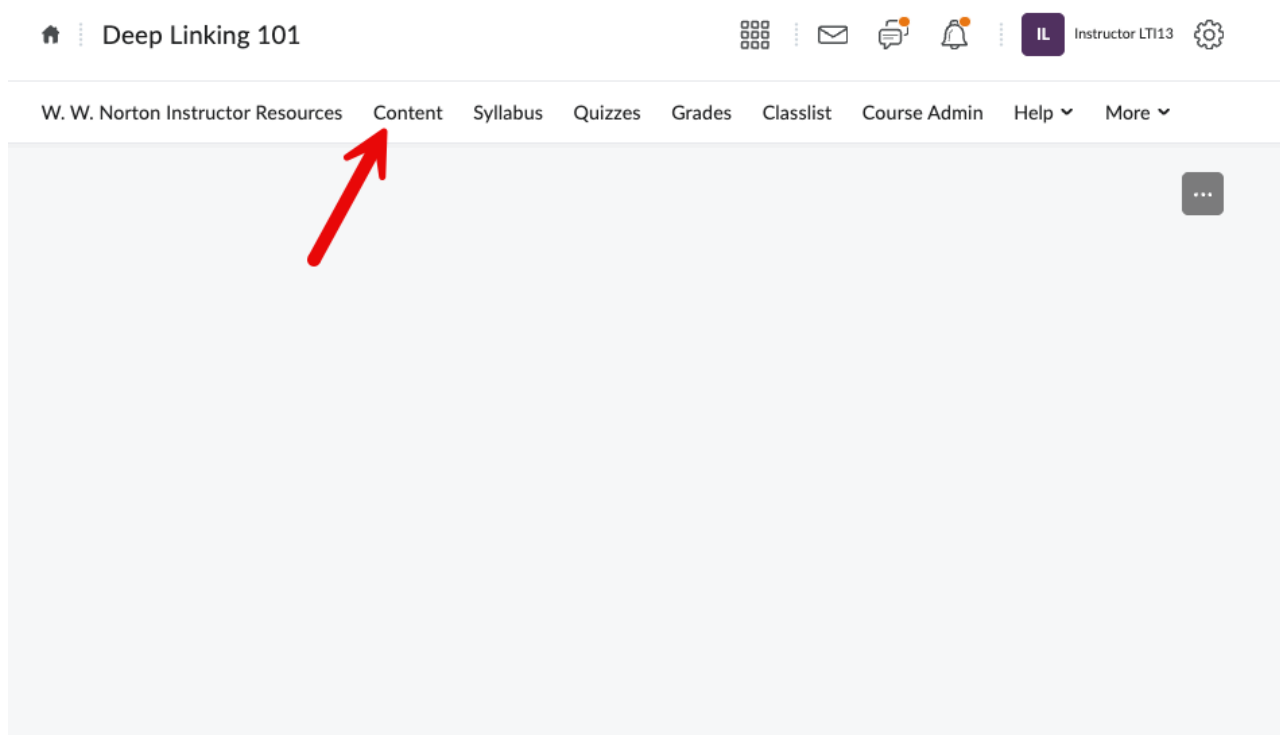 Deep Linking 101
IL
Instructor LTI13
W. W. Norton Instructor Resources Content Syllabus Quizzes Grades Classlist Course Admin Help More